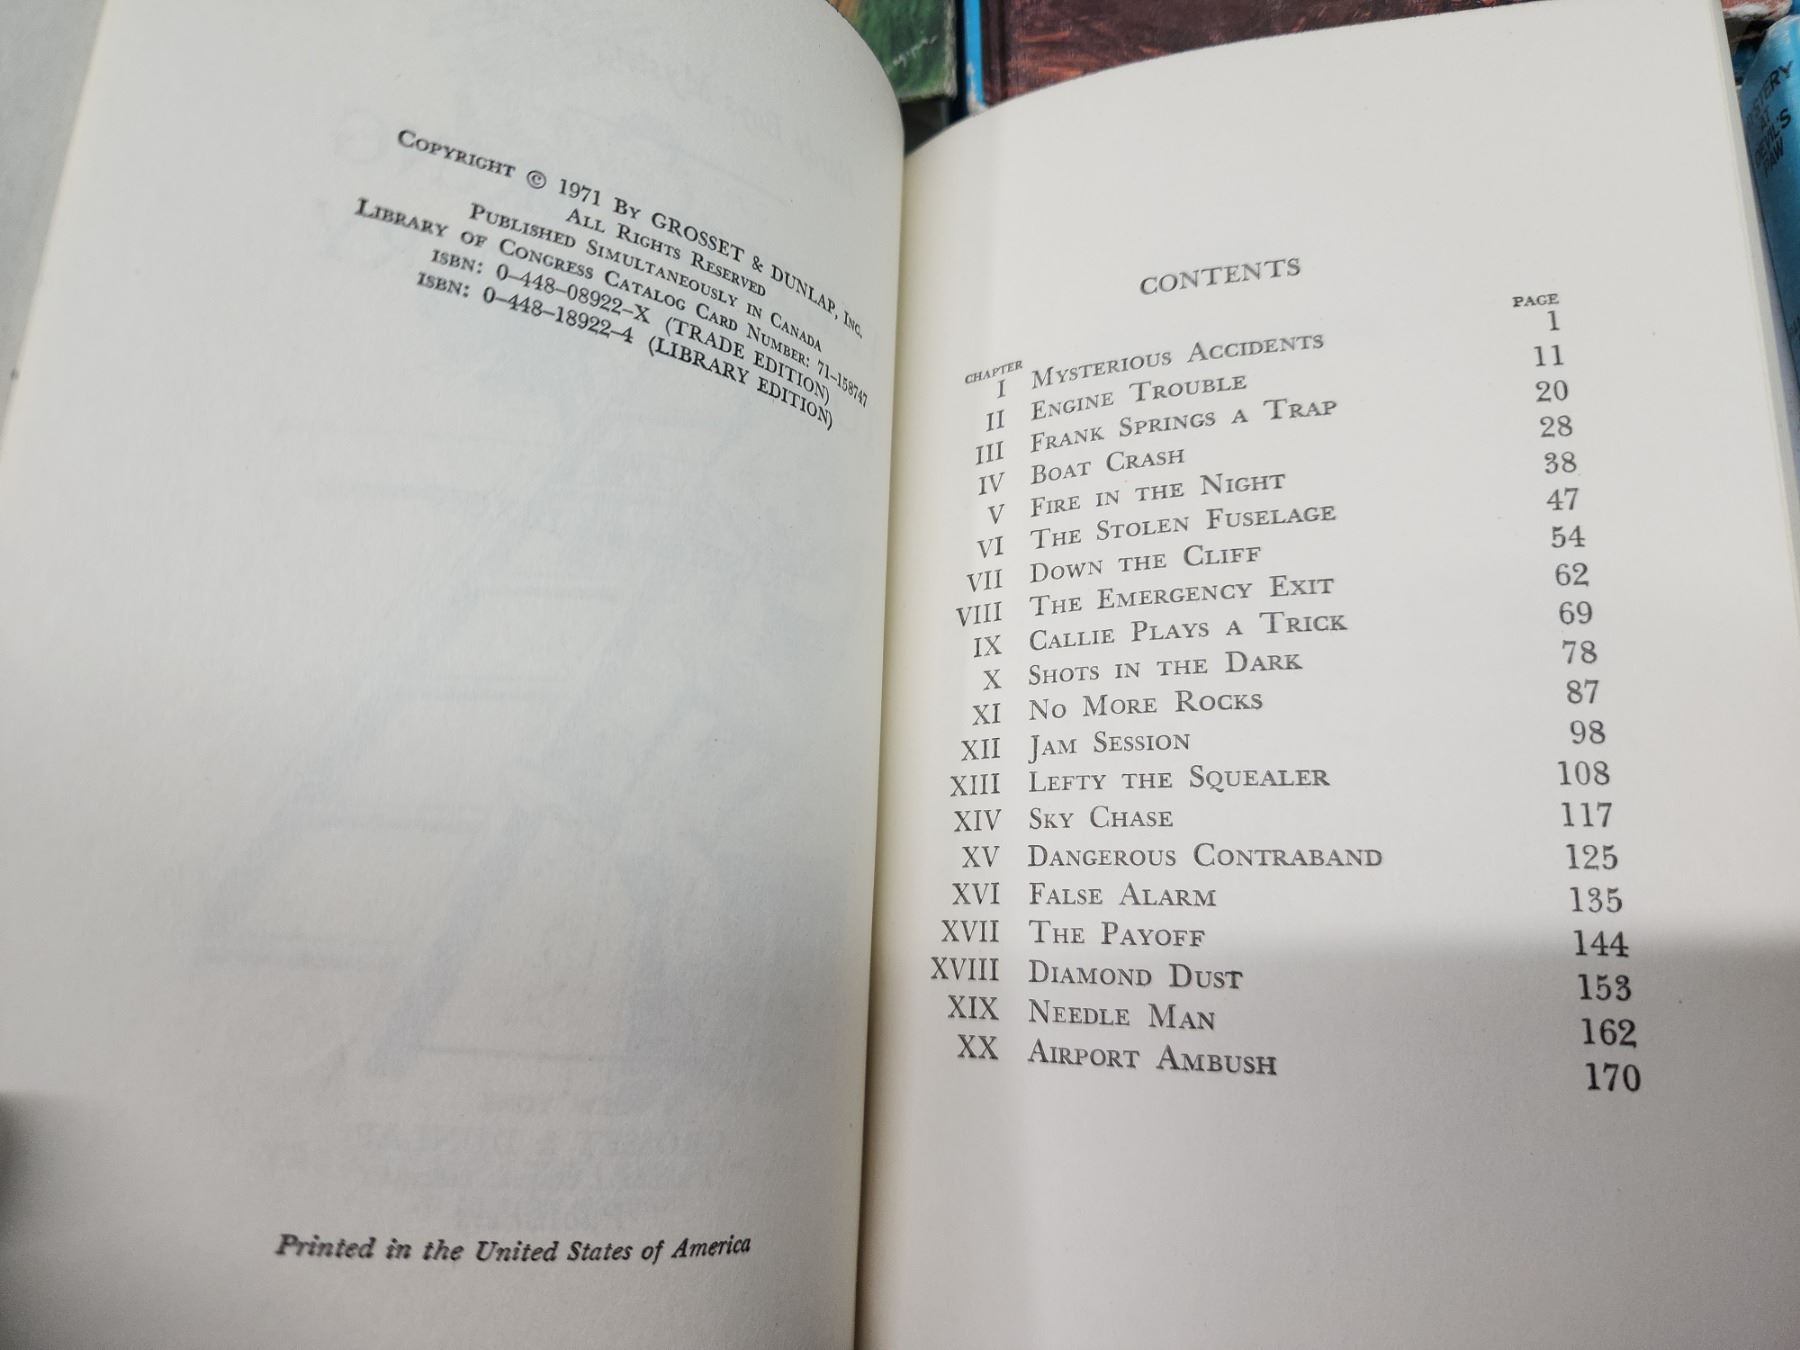 COPYRIGHT © 1971 BY GROSSET & DUNLAP, INC.
ALL RIGHTS RESERVED
PUBLISHED SIMULTANEOUSLY IN CANADA
LIBRARY OF CONGRESS CATALOG CARD NUMBER: 71-158747
ISBN: 0-448-08922-X (TRADE EDITION)
ISBN: 0-448-18922-4 (LIBRARY EDITION)
Printed in the United States of America
CONTENTS
CHAPTER PAGE
I MYSTERIOUS ACCIDENTS 1
II ENGINE TROUBLE 11
III FRANK SPRINGS A TRAP 20
IV BOAT CRASH 28
V FIRE IN THE NIGHT 38
VI THE STOLEN FUSELAGE 47
VII DOWN THE CLIFF 54
VIII THE EMERGENCY EXIT 62
IX CALLIE PLAYS A TRICK 69
X SHOTS IN THE DARK 78
XI NO MORE ROCKS 87
XII JAM SESSION 98
XIII LEFTY THE SQUEALER 108
XIV SKY CHASE 117
XV DANGEROUS CONTRABAND 125
XVI FALSE ALARM 135
XVII THE PAYOFF 144
XVIII DIAMOND DUST 153
XIX NEEDLE MAN 162
XX AIRPORT AMBUSH 170
MYSTERY
AT
DEVIL'S
PAW